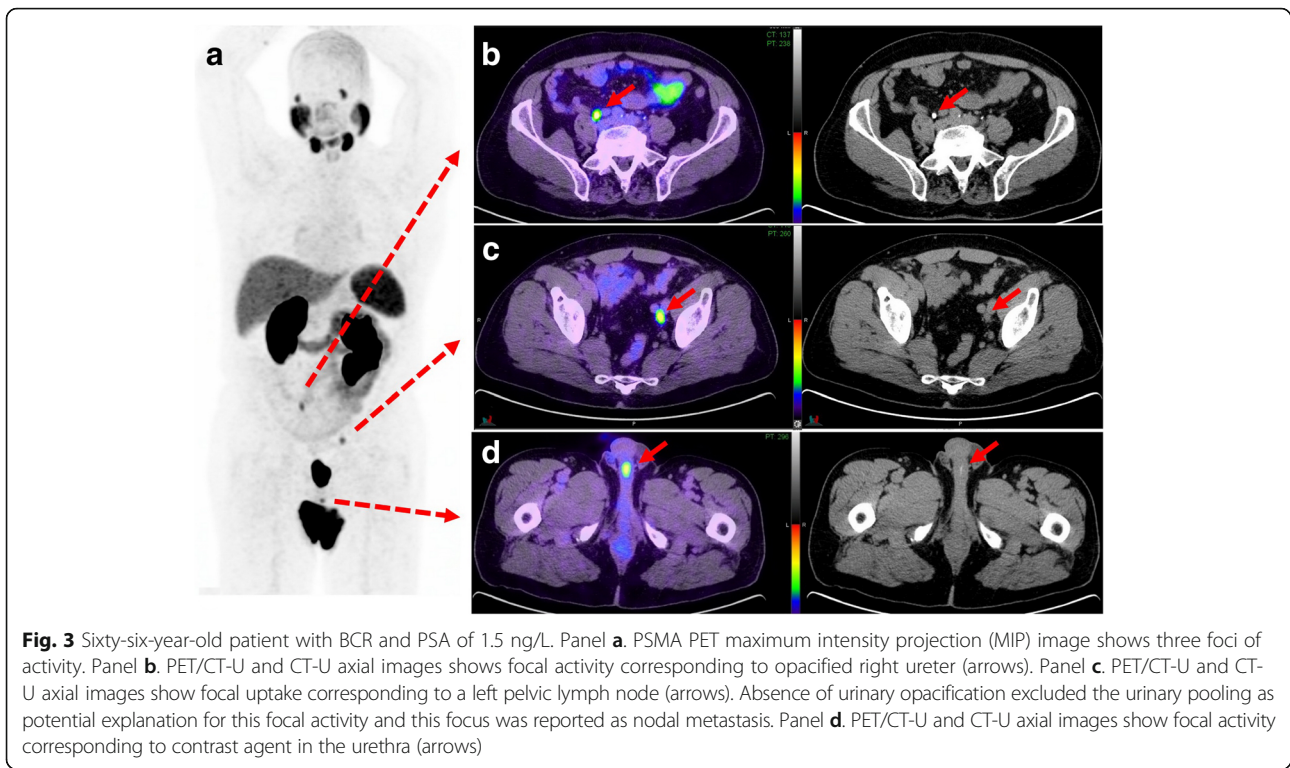 a
b
CT: 137
PT: 238
L
c
PT: 260
R
L
R
P
d
PT: 296
L
R
Fig. 3 Sixty-six-year-old patient with BCR and PSA of 1.5 ng/L. Panel a. PSMA PET maximum intensity projection (MIP) image shows three foci of
activity. Panel b. PET/CT-U and CT-U axial images shows focal activity corresponding to opacified right ureter (arrows). Panel c. PET/CT-U and CT-
U axial images show focal uptake corresponding to a left pelvic lymph node (arrows). Absence of urinary opacification excluded the urinary pooling as
potential explanation for this focal activity and this focus was reported as nodal metastasis. Panel d. PET/CT-U and CT-U axial images show focal activity
corresponding to contrast agent in the urethra (arrows)